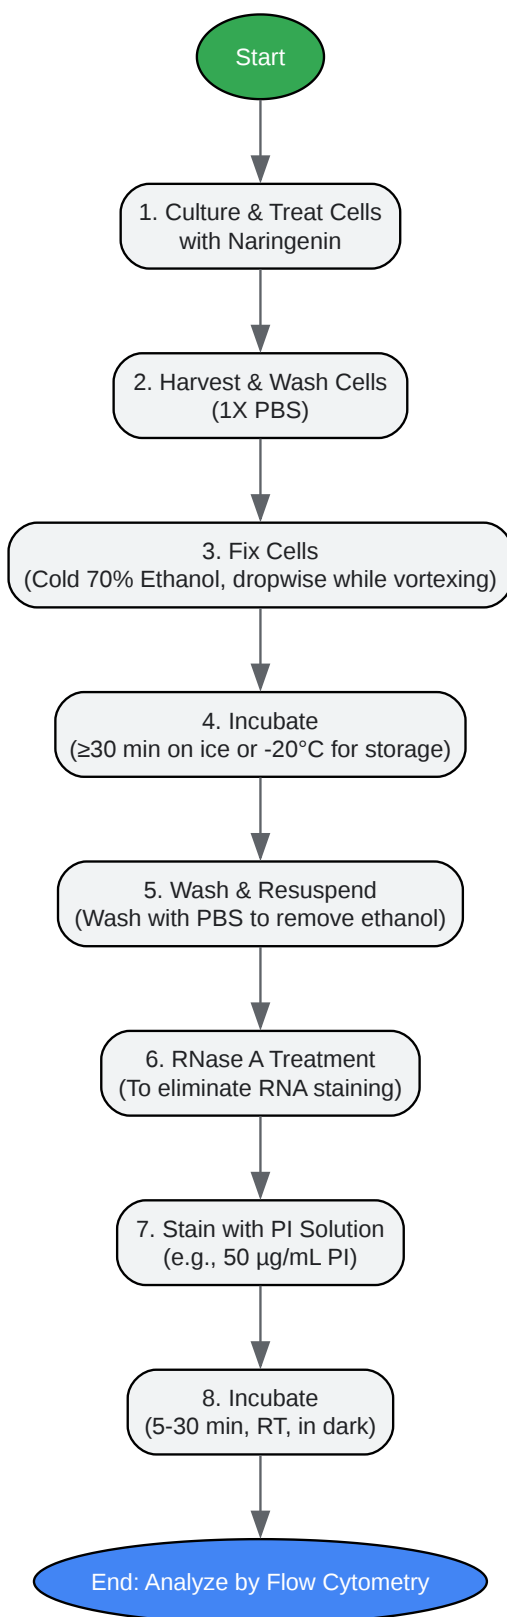 Start
1. Culture & Treat Cells
with Naringenin
2. Harvest & Wash Cells
(1X PBS)
3. Fix Cells
(Cold 70% Ethanol, dropwise while vortexing)
4. Incubate
(≥30 min on ice or -20°C for storage)
5. Wash & Resuspend
(Wash with PBS to remove ethanol)
6. RNase A Treatment
(To eliminate RNA staining)
7. Stain with PI Solution
(e.g., 50 µg/mL PI)
8. Incubate
(5-30 min, RT, in dark)
End: Analyze by Flow Cytometry